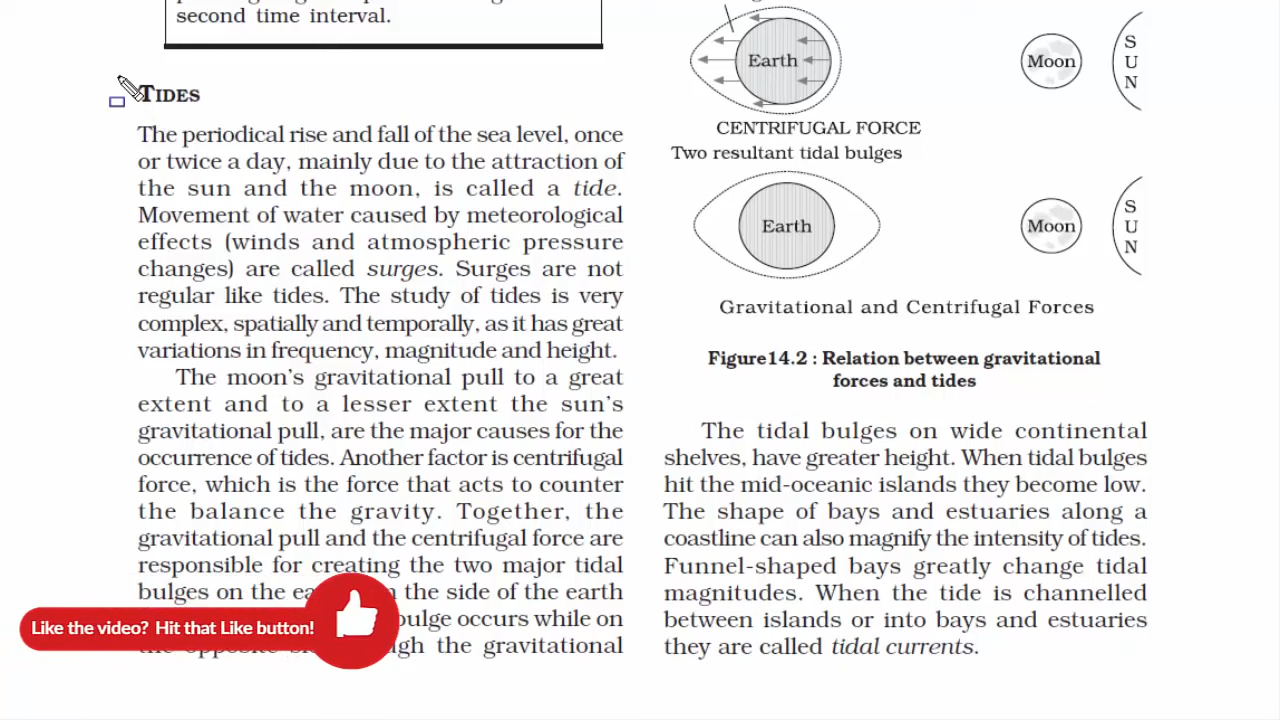 second time interval.
TIDES
The periodical rise and fall of the sea level, once
or twice a day, mainly due to the attraction of
the sun and the moon, is called a tide.
Movement of water caused by meteorological
effects (winds and atmospheric pressure
changes) are called surges. Surges are not
regular like tides. The study of tides is very
complex, spatially and temporally, as it has great
variations in frequency, magnitude and height.
The moon's gravitational pull to a great
extent and to a lesser extent the sun's
gravitational pull, are the major causes for the
occurrence of tides. Another factor is centrifugal
force, which is the force that acts to counter
the balance the gravity. Together, the
gravitational pull and the centrifugal force are
responsible for creating the two major tidal
bulges on the the side of the earth
bulge occurs while on
the opposite the gravitational
Like the video? Hit that Like button!
Earth
Moon
SUN
CENTRIFUGAL FORCE
Two resultant tidal bulges
Earth
Moon
SUN
Gravitational and Centrifugal Forces
Figure14.2 : Relation between gravitational
forces and tides
The tidal bulges on wide continental
shelves, have greater height. When tidal bulges
hit the mid-oceanic islands they become low.
The shape of bays and estuaries along a
coastline can also magnify the intensity of tides.
Funnel-shaped bays greatly change tidal
magnitudes. When the tide is channelled
between islands or into bays and estuaries
they are called tidal currents.